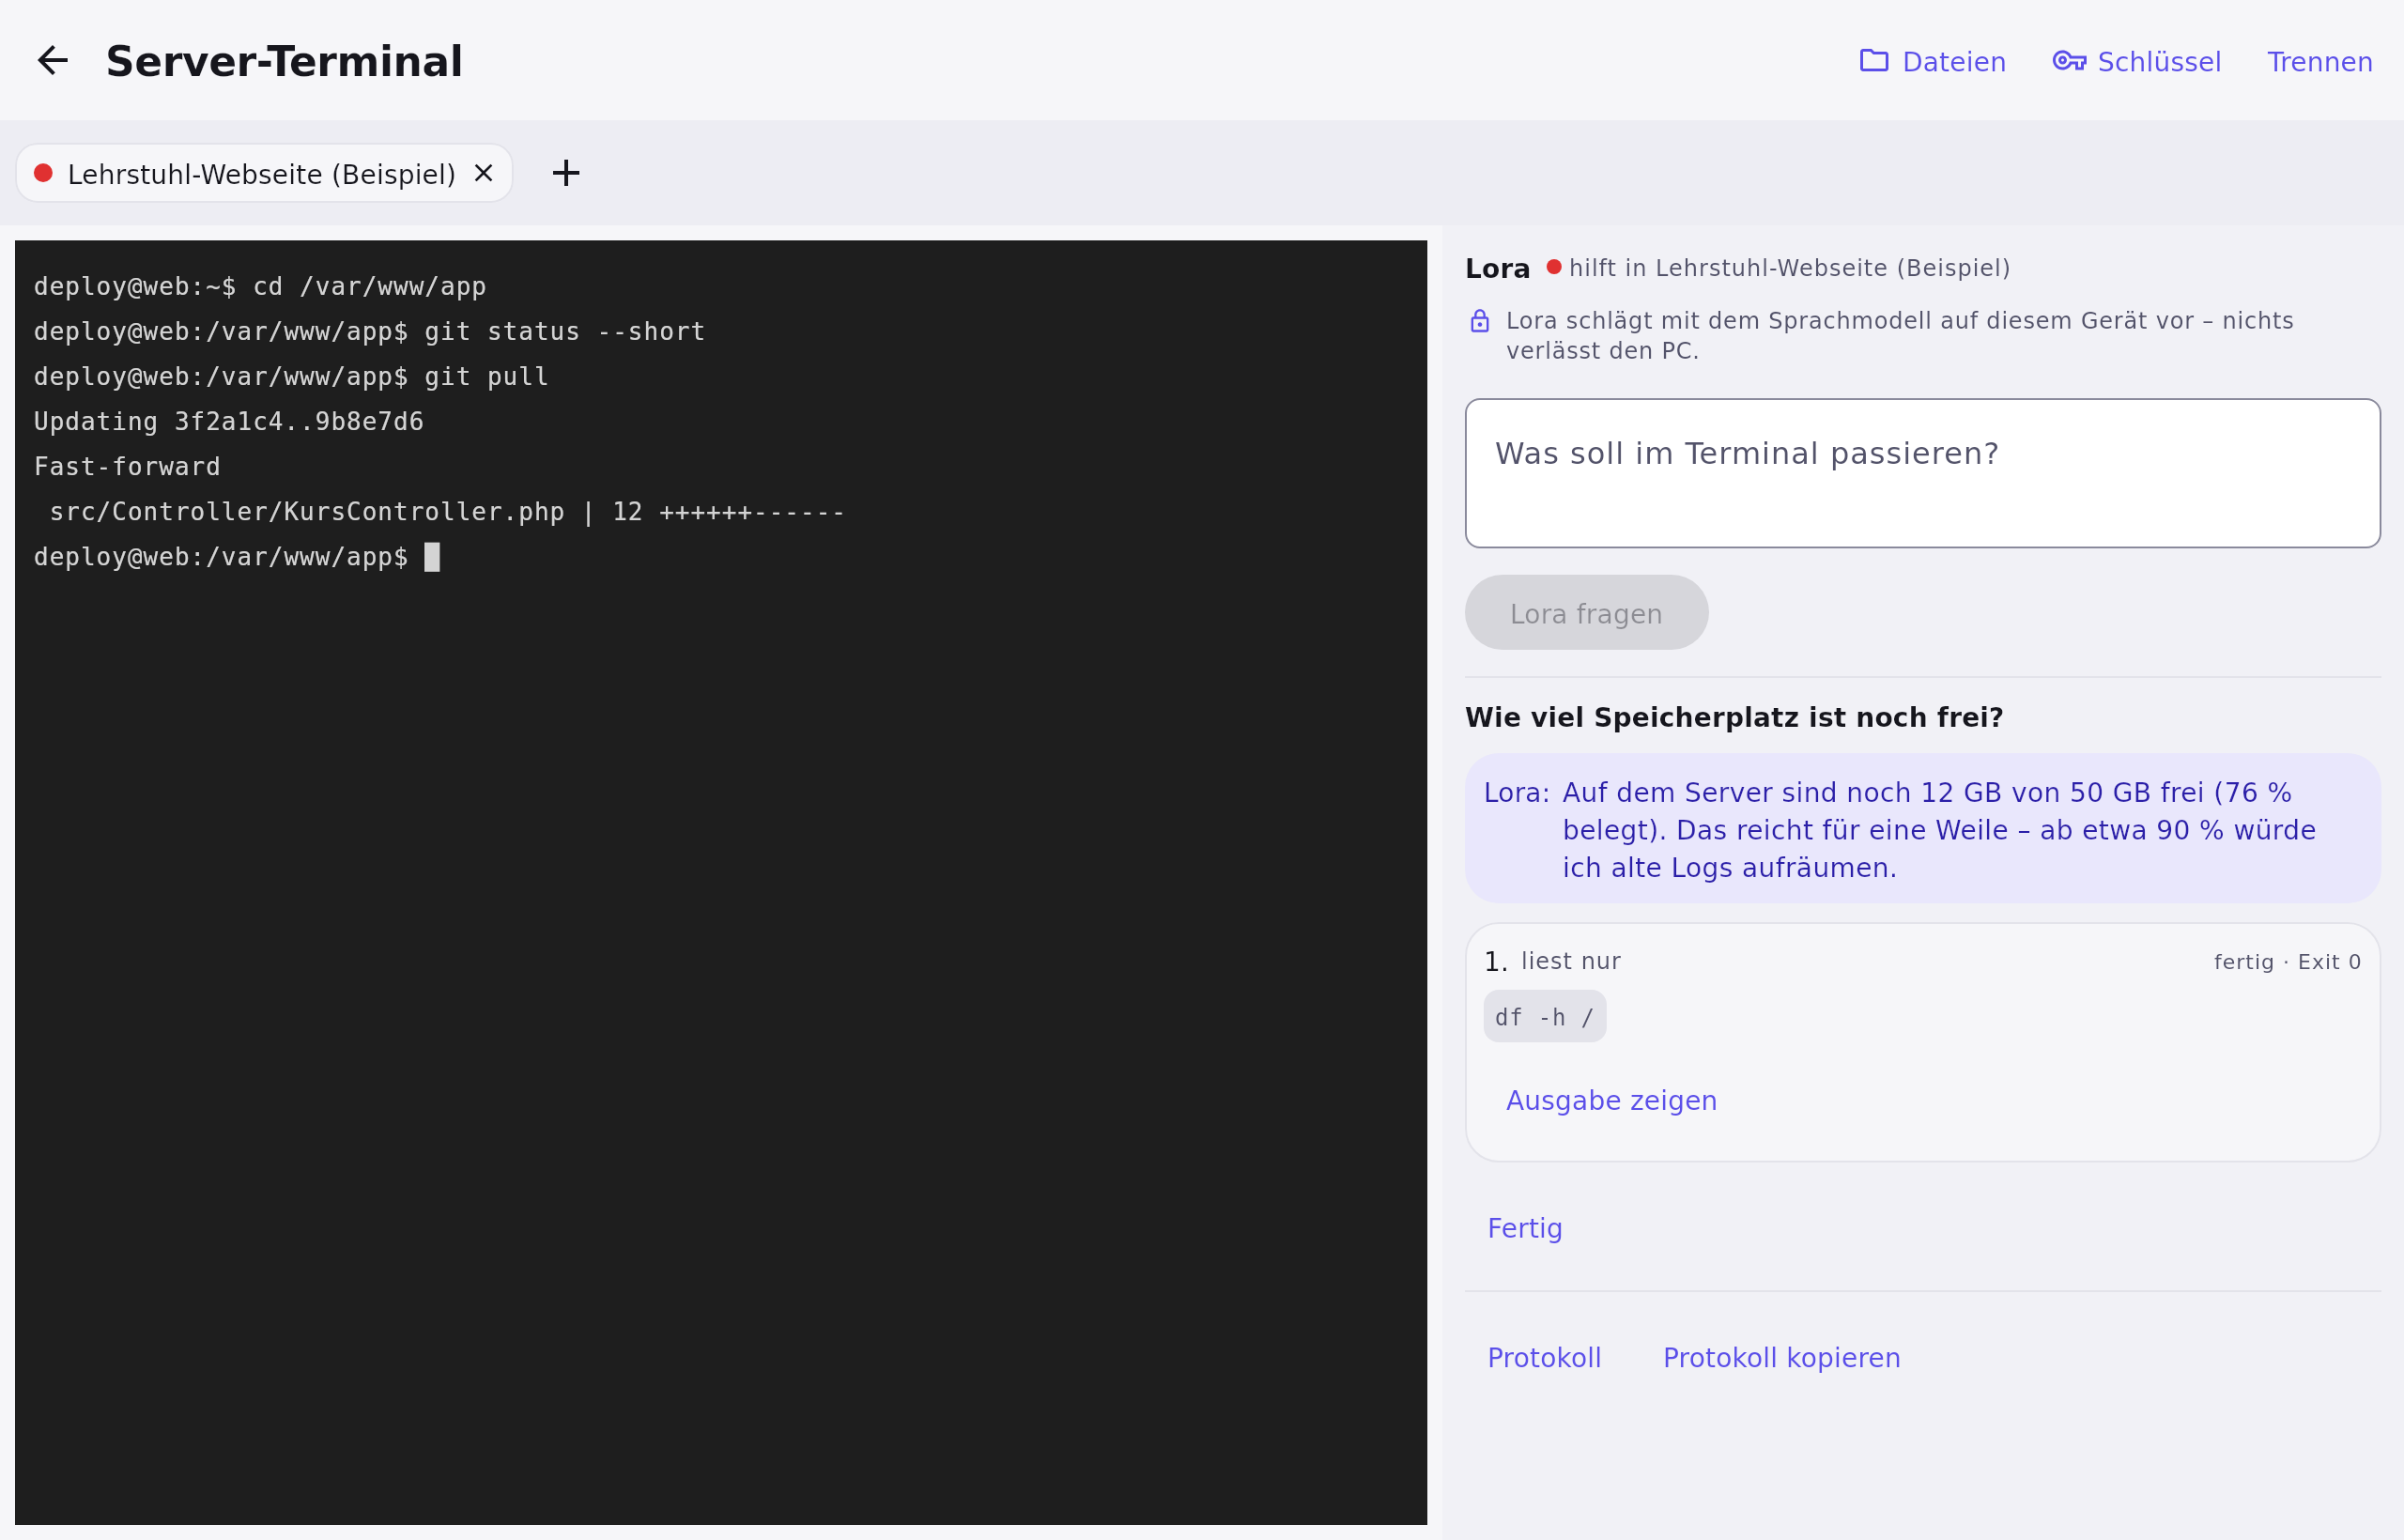 Server-Terminal
Dateien
Schlüssel
Trennen
Lehrstuhl-Webseite (Beispiel)
deploy@web:~$ cd /var/www/app
deploy@web:/var/www/app$ git status --short
deploy@web:/var/www/app$ git pull
Updating 3f2a1c4..9b8e7d6
Fast-forward
 src/Controller/KursController.php | 12 ++++++------
deploy@web:/var/www/app$
Lora hilft in Lehrstuhl-Webseite (Beispiel)
Lora schlägt mit dem Sprachmodell auf diesem Gerät vor – nichts
verlässt den PC.
Was soll im Terminal passieren?
Lora fragen
Wie viel Speicherplatz ist noch frei?
Lora: Auf dem Server sind noch 12 GB von 50 GB frei (76 %
belegt). Das reicht für eine Weile – ab etwa 90 % würde
ich alte Logs aufräumen.
1. liest nur
fertig · Exit 0
df -h /
Ausgabe zeigen
Fertig
Protokoll
Protokoll kopieren